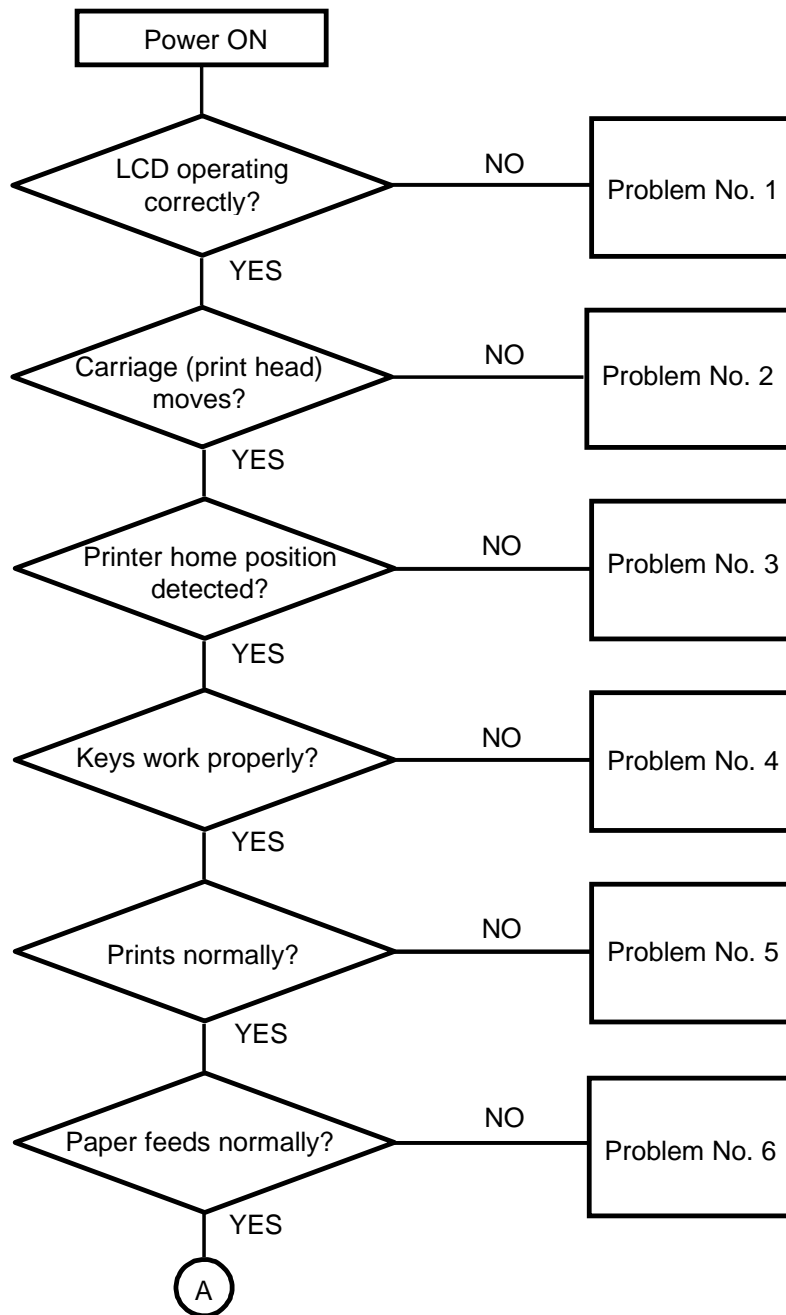 Power ON
LCD operating
correctly?
NO
Problem No. 1
YES
Carriage (print head)
moves?
NO
Problem No. 2
YES
Printer home position
detected?
NO
Problem No. 3
YES
Keys work properly?
NO
Problem No. 4
YES
Prints normally?
NO
Problem No. 5
YES
Paper feeds normally?
NO
Problem No. 6
YES
A